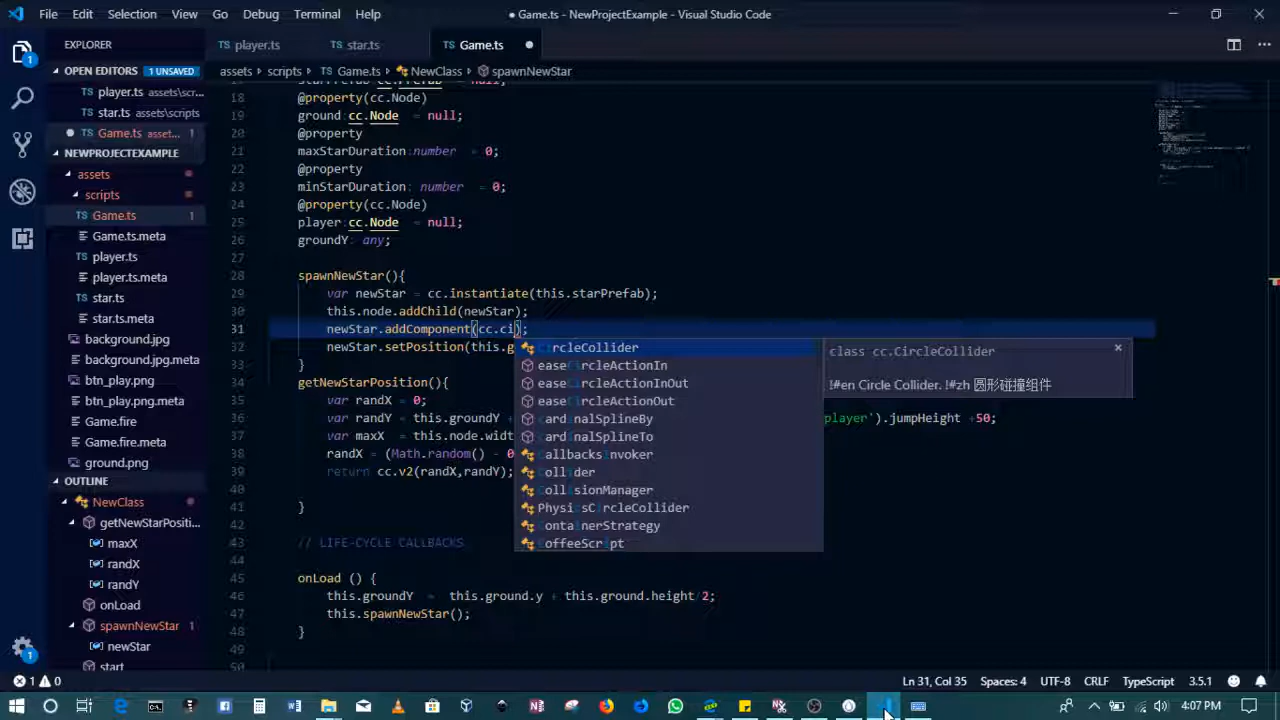 File Edit Selection View Go Debug Terminal Help
● Game.ts - NewProjectExample - Visual Studio Code
EXPLORER
player.ts
star.ts
Game.ts
OPEN EDITORS 1 UNSAVED
assets > scripts > TS Game.ts > NewClass > spawnNewStar
player.ts assets\scr...
star.ts assets\scripts
Game.ts asset... 1
NEWPROJECTEXAMPLE
assets
scripts
TS Game.ts 1
Game.ts.meta
TS player.ts
player.ts.meta
TS star.ts
star.ts.meta
background.jpg
background.jpg.meta
btn_play.png
btn_play.png.meta
Game.fire
Game.fire.meta
ground.png
OUTLINE
NewClass
getNewStarPositi...
maxX
randX
randY
onLoad
spawnNewStar 1
newStar
start
18 @property(cc.Node)
19 ground:cc.Node = null;
20 @property
21 maxStarDuration:number = 0;
22 @property
23 minStarDuration: number = 0;
24 @property(cc.Node)
25 player:cc.Node = null;
26 groundY: any;
27
28 spawnNewStar(){
29 var newStar = cc.instantiate(this.starPrefab);
30 this.node.addChild(newStar);
31 newStar.addComponent(cc.ci);
32 newStar.setPosition(this.g
33 }
34 getNewStarPosition(){
35 var randX = 0;
36 var randY = this.groundY + player').jumpHeight +50;
37 var maxX = this.node.widt
38 randX = (Math.random() - 0
39 return cc.v2(randX,randY);
40
41 }
42
43 // LIFE-CYCLE CALLBACKS
44
45 onLoad () {
46 this.groundY = this.ground.y + this.ground.height/2;
47 this.spawnNewStar();
48 }
50
CircleCollider
easeCircleActionIn
easeCircleActionInOut
easeCircleActionOut
cardinalSplineBy
cardinalSplineTo
CallbacksInvoker
Collider
CollisionManager
PhysicsCircleCollider
ContainerStrategy
CoffeeScript
class cc.CircleCollider
!#en Circle Collider. !#zh 圆形碰撞组件
1 0
Ln 31, Col 35 Spaces: 4 UTF-8 CRLF TypeScript 3.5.1
4:07 PM